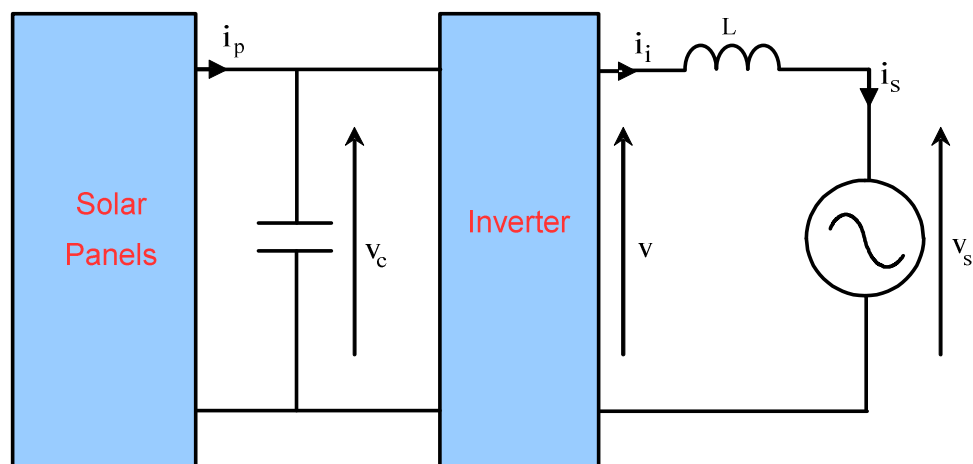 i_p
i_i
L
i_s
Solar
Panels
v_c
Inverter
v
v_s